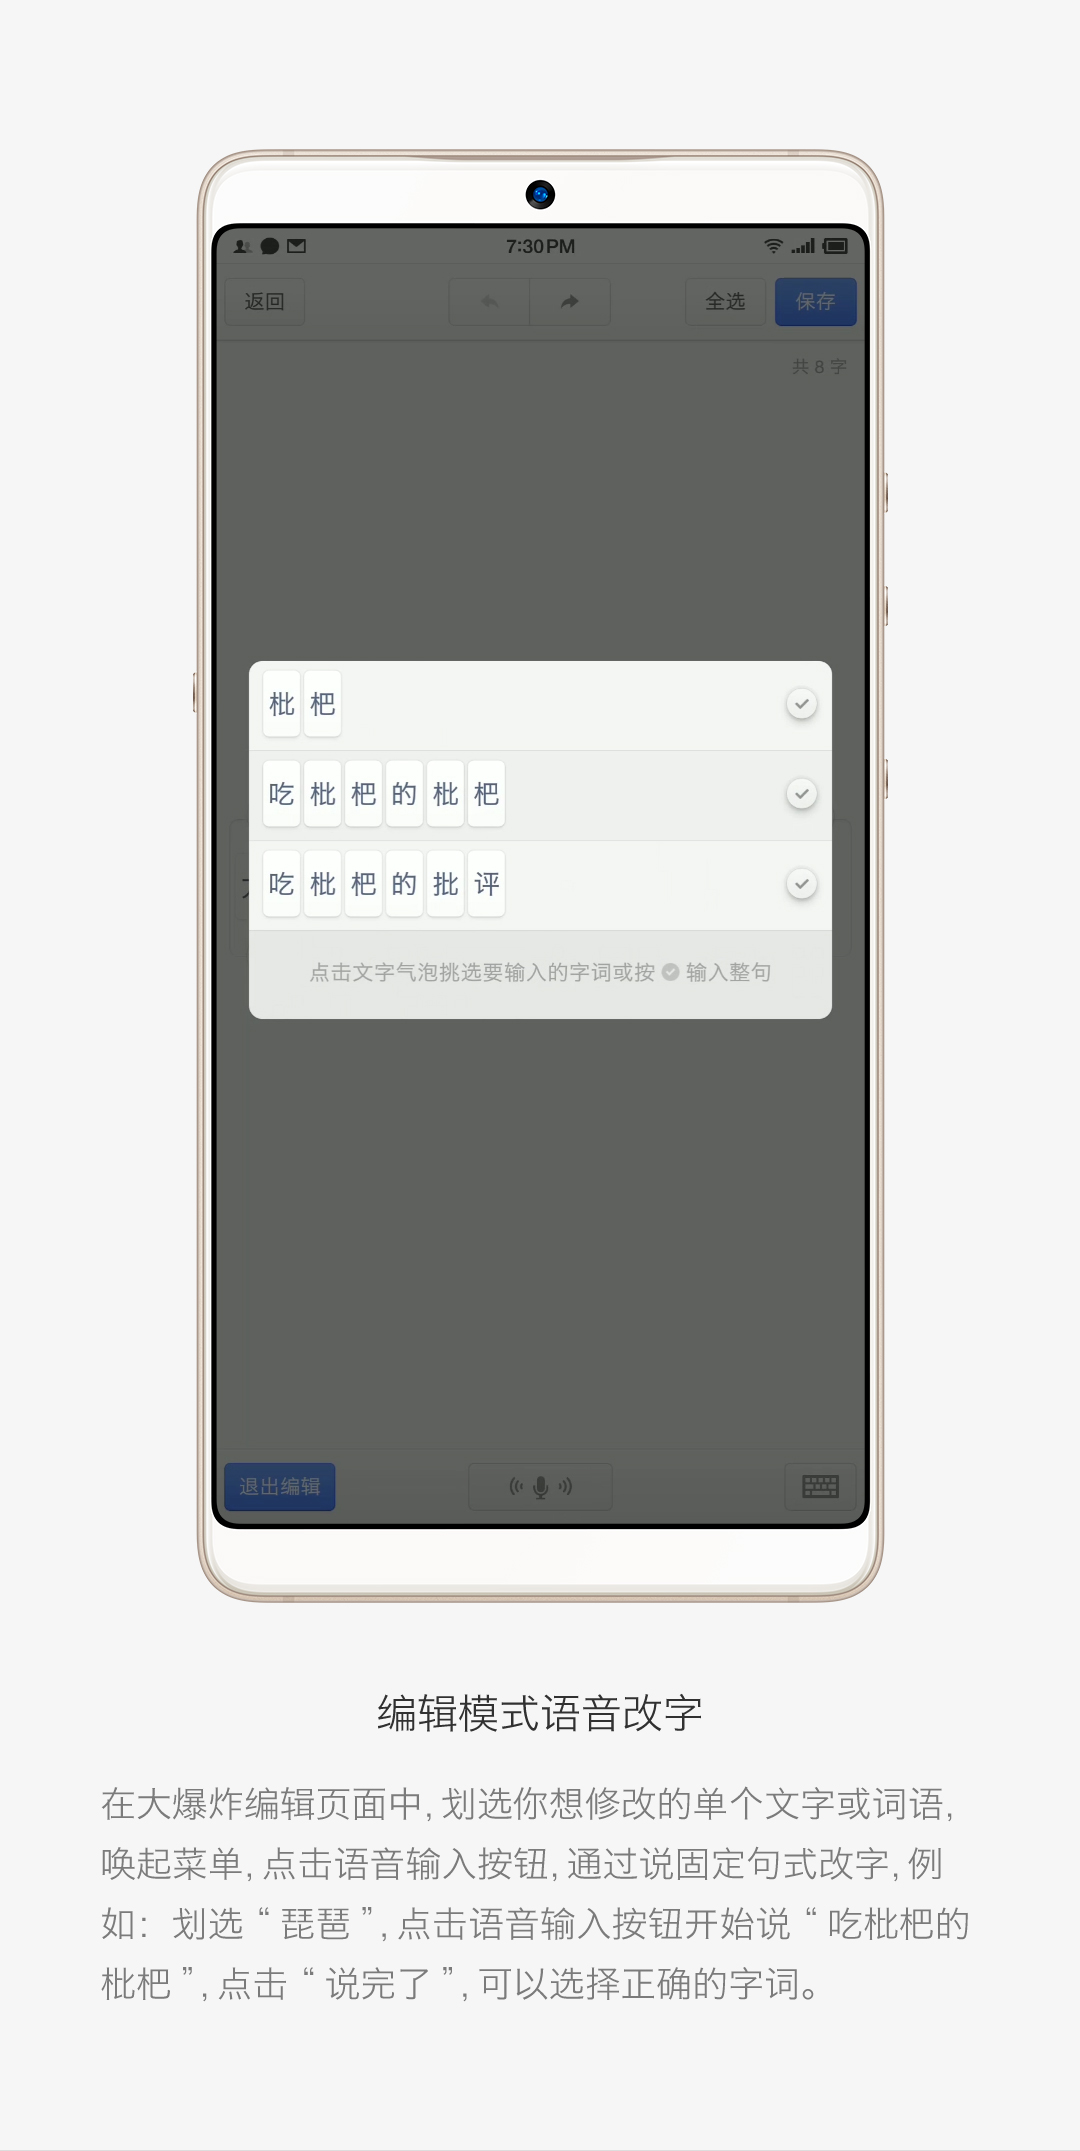 7:30 PM
返回 全选 保存
共 8 字
枇杷
吃枇杷的枇杷
吃枇杷的批评
点击文字气泡挑选要输入的字词或按 输入整句
退出编辑
编辑模式语音改字
在大爆炸编辑页面中，划选你想修改的单个文字或词语，
唤起菜单，点击语音输入按钮，通过说固定句式改字，例
如：划选“琵琶”，点击语音输入按钮开始说“吃枇杷的
枇杷”，点击“说完了”，可以选择正确的字词。